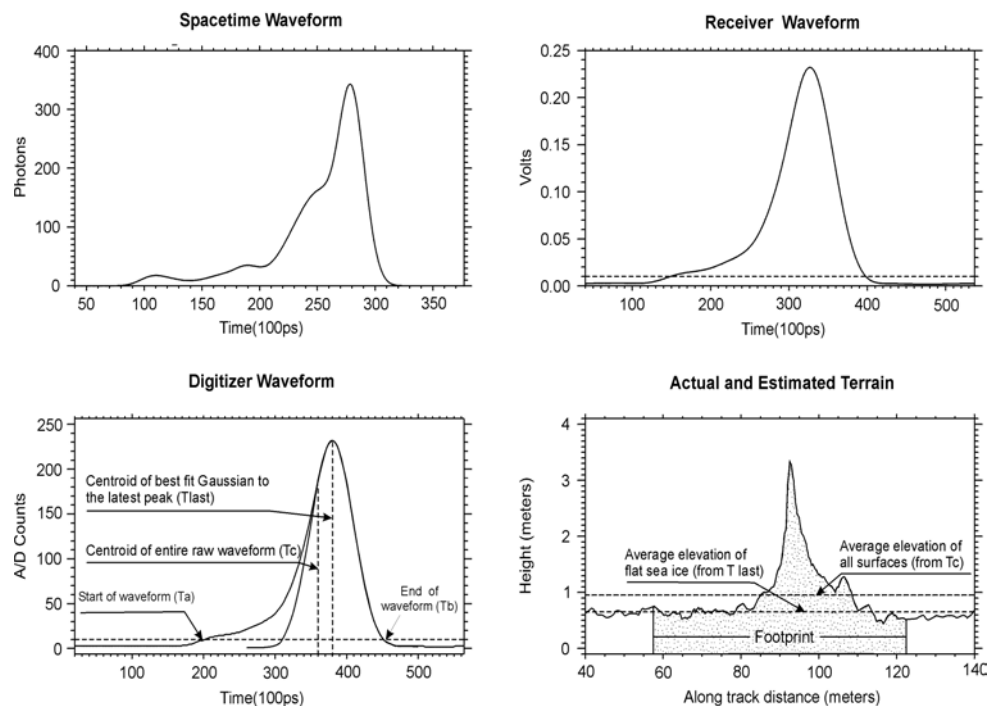 Spacetime Waveform
400
300
200
100
0
Photons
50 100 150 200 250 300 350
Time(100ps)
Receiver Waveform
0.25
0.20
0.15
0.10
0.05
0.00
Volts
100 200 300 400 500
Time(100ps)
Digitizer Waveform
250
200
150
100
50
0
A/D Counts
Centroid of best fit Gaussian to
the latest peak (Tlast)
Centroid of entire raw waveform (Tc)
Start of waveform (Ta)
End of
waveform (Tb)
100 200 300 400 500
Time(100ps)
Actual and Estimated Terrain
4
3
2
1
0
Height (meters)
Average elevation of
flat sea ice (from T last)
Average elevation of
all surfaces (from Tc)
Footprint
40 60 80 100 120 140
Along track distance (meters)